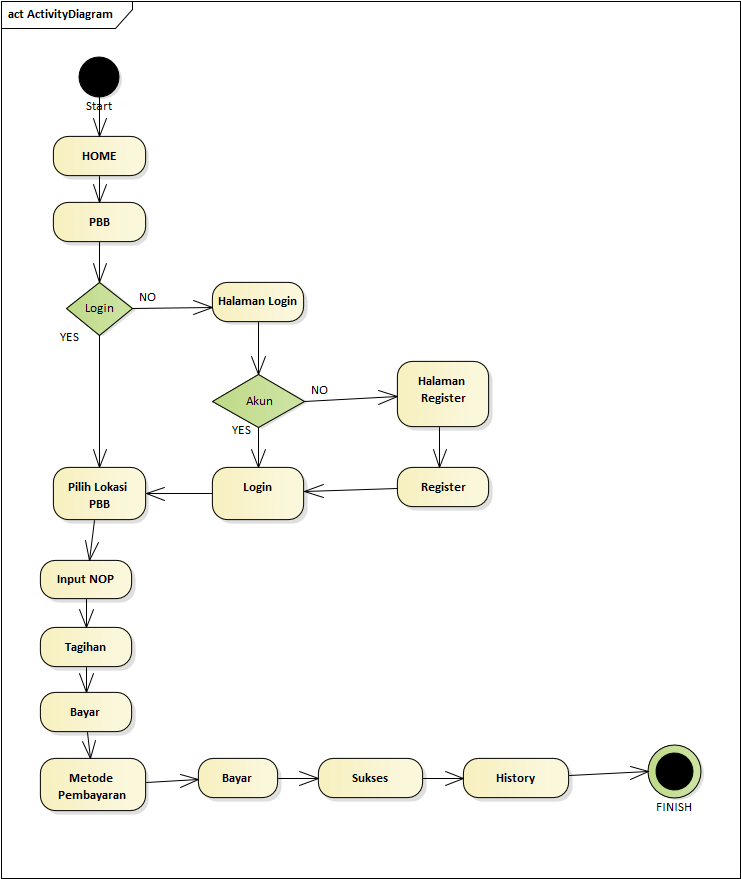 act ActivityDiagram
Start
HOME
PBB
Login
NO
Halaman Login
YES
Halaman
Register
Akun
NO
YES
Pilih Lokasi
PBB
Login
Register
Input NOP
Tagihan
Bayar
Metode
Pembayaran
Bayar
Sukses
History
FINISH